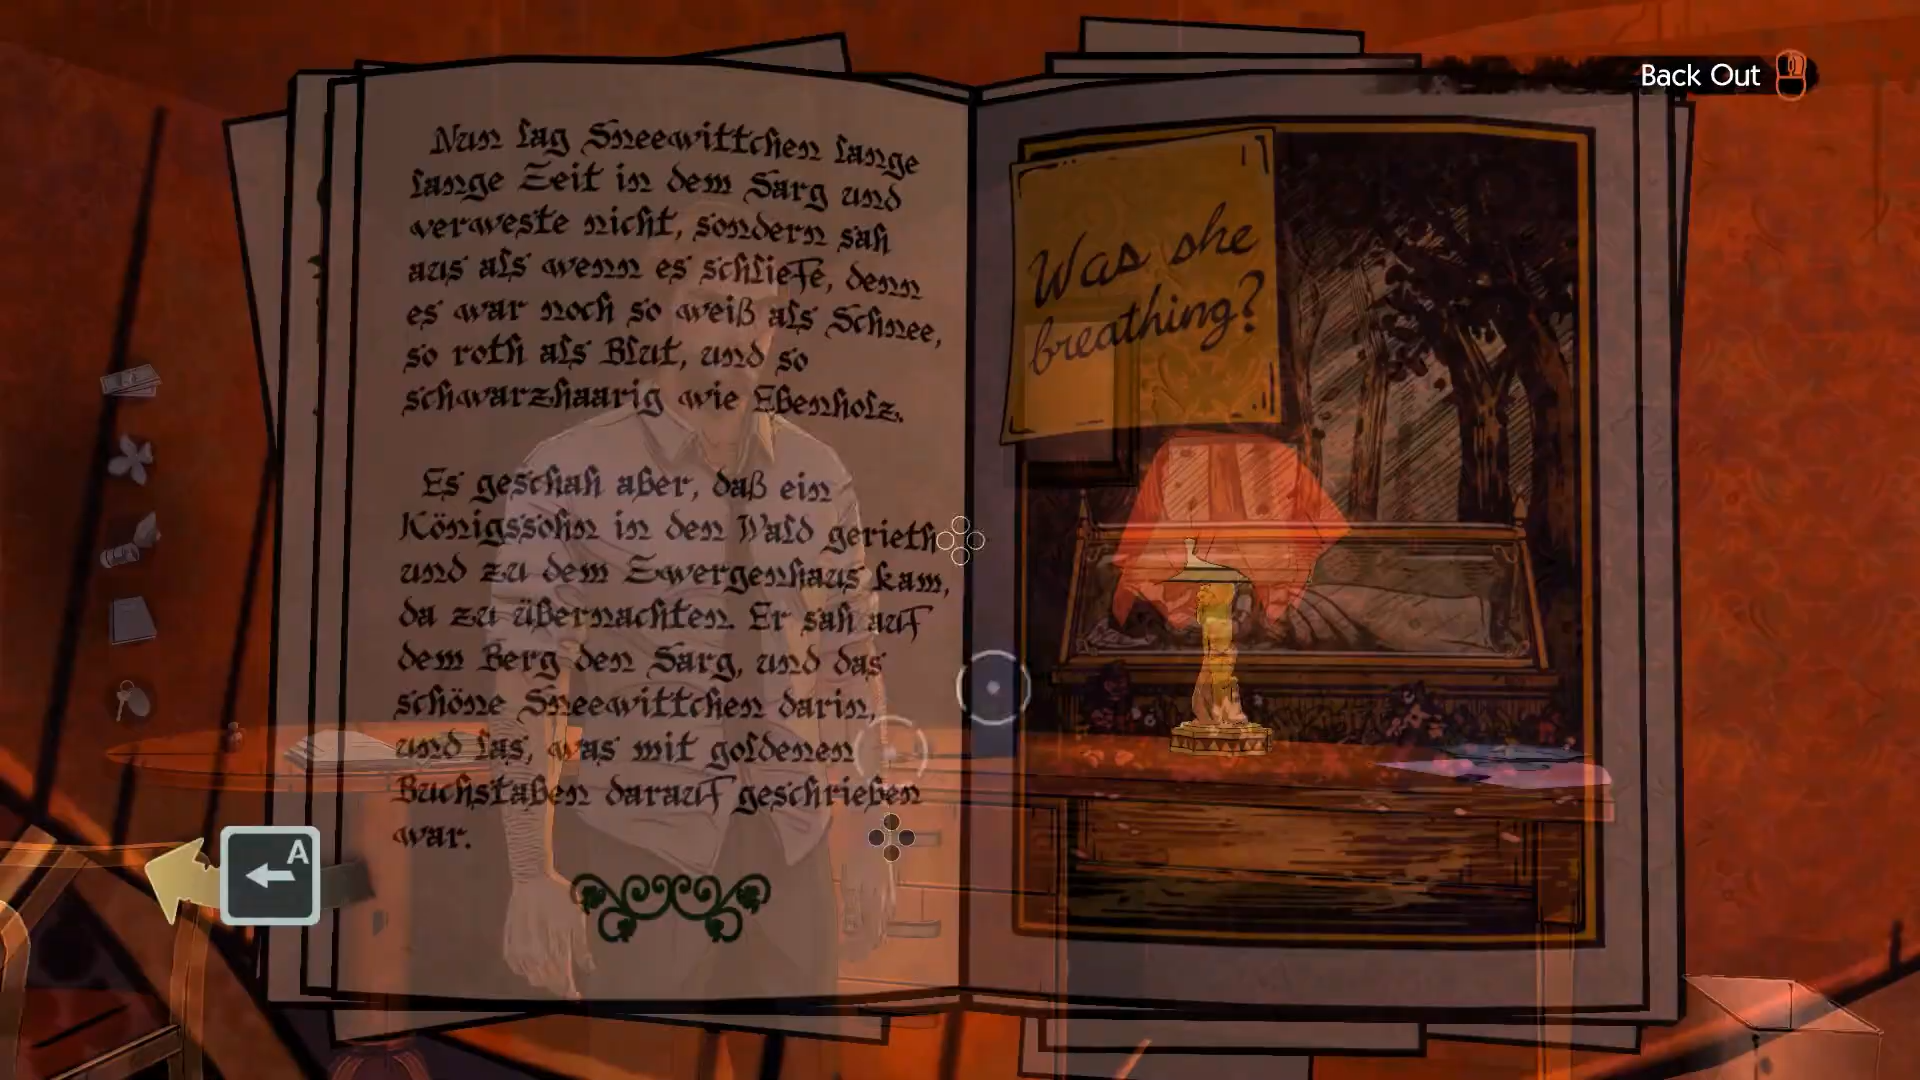 Back Out
Nun lag Sneewittchen lange
lange Zeit in dem Sarg und
verweste nicht, sondern sah
aus als wenn es schliefe, denn
es war noch so weiß als Schnee,
so roth als Blut, und so
schwarzhaarig wie Ebenholz.
Es geschah aber, daß ein
Königssohn in den Wald gerieth
und zu dem Zwergenhaus kam,
da zu übernachten. Er sah auf
dem Berg den Sarg, und das
schöne Sneewittchen darin,
und las, was mit goldenen
Buchstaben darauf geschrieben
war.
Was she
breathing?
A